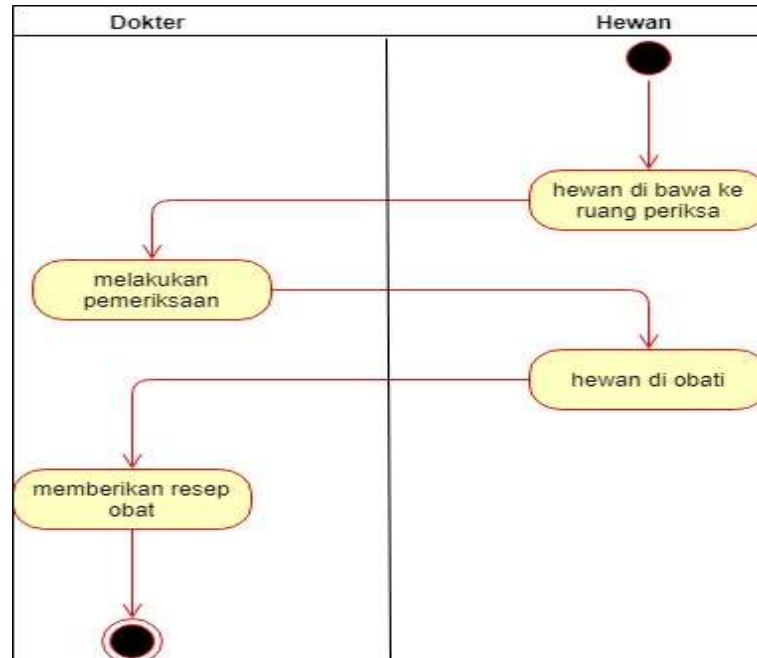 Dokter
Hewan
hewan di bawa ke
ruang periksa
melakukan
pemeriksaan
hewan di obati
memberikan resep
obat